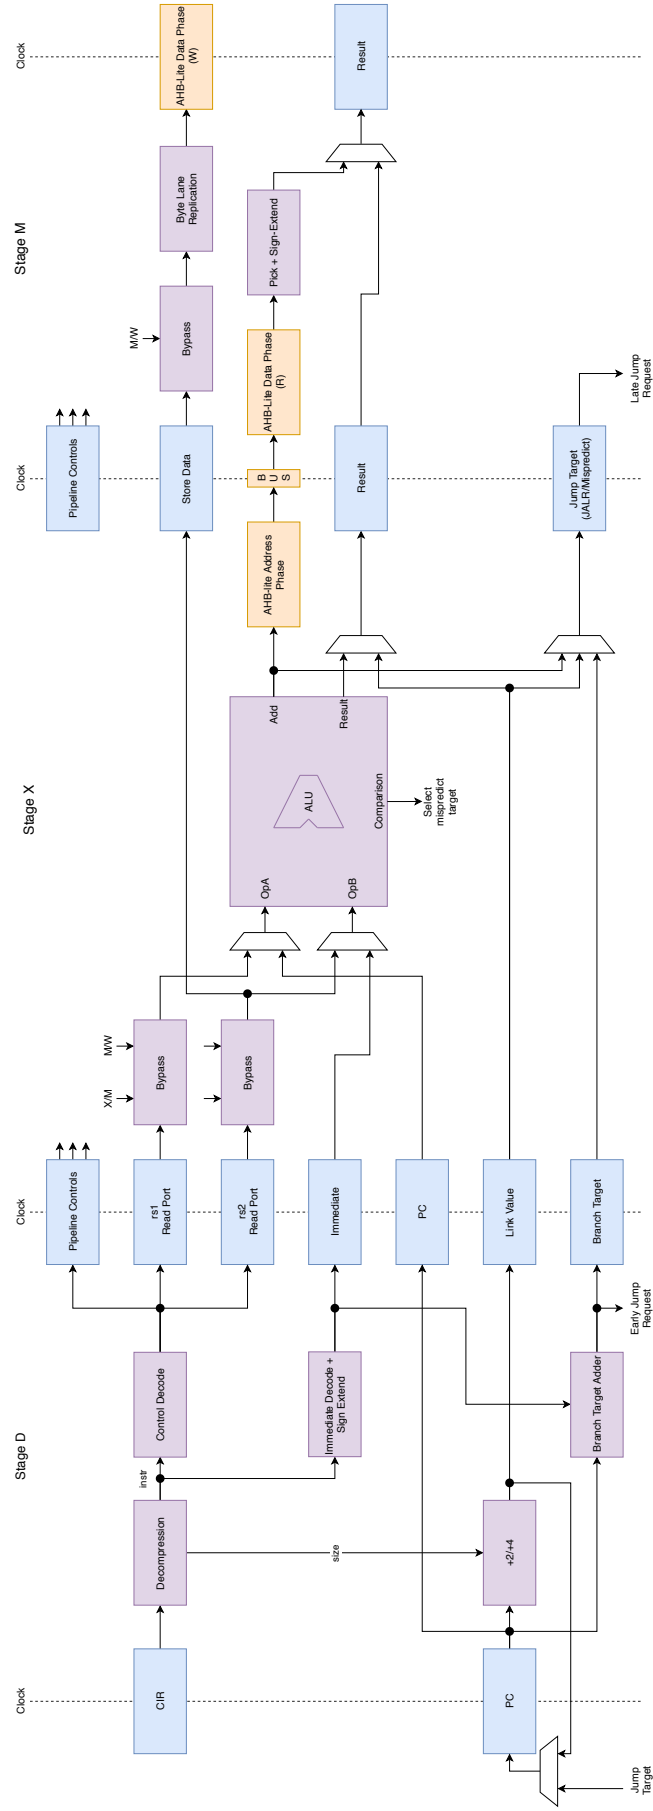 Clock
Stage D
Clock
Stage X
Clock
Stage M
Clock
CIR
Decompression
instr
Control Decode
size
Immediate Decode +
Sign Extend
PC
+2/+4
Branch Target Adder
Jump
Target
Early Jump
Request
Pipeline Controls
rs1
Read Port
rs2
Read Port
Immediate
PC
Link Value
Branch Target
X/M
M/W
Bypass
Bypass
OpA
OpB
ALU
Add
Result
Comparison
Select
mispredict
target
AHB-lite Address
Phase
Pipeline Controls
Store Data
B
U
S
Result
Jump Target
(JALR/Mispredict)
Late Jump
Request
M/W
Bypass
Byte Lane
Replication
AHB-Lite Data Phase
(R)
Pick + Sign-Extend
AHB-Lite Data Phase
(W)
Result